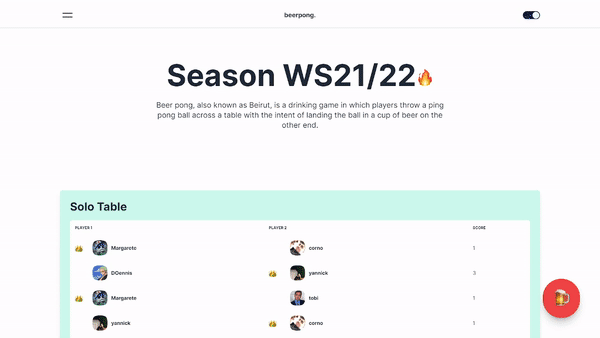 beerpong.
Season WS21/22🔥
Beer pong, also known as Beirut, is a drinking game in which players throw a ping
pong ball across a table with the intent of landing the ball in a cup of beer on the
other end.
Solo Table
PLAYER 1 PLAYER 2 SCORE
Margarete corno 1
DOennis yannick 3
Margarete tobi 1
yannick corno 1